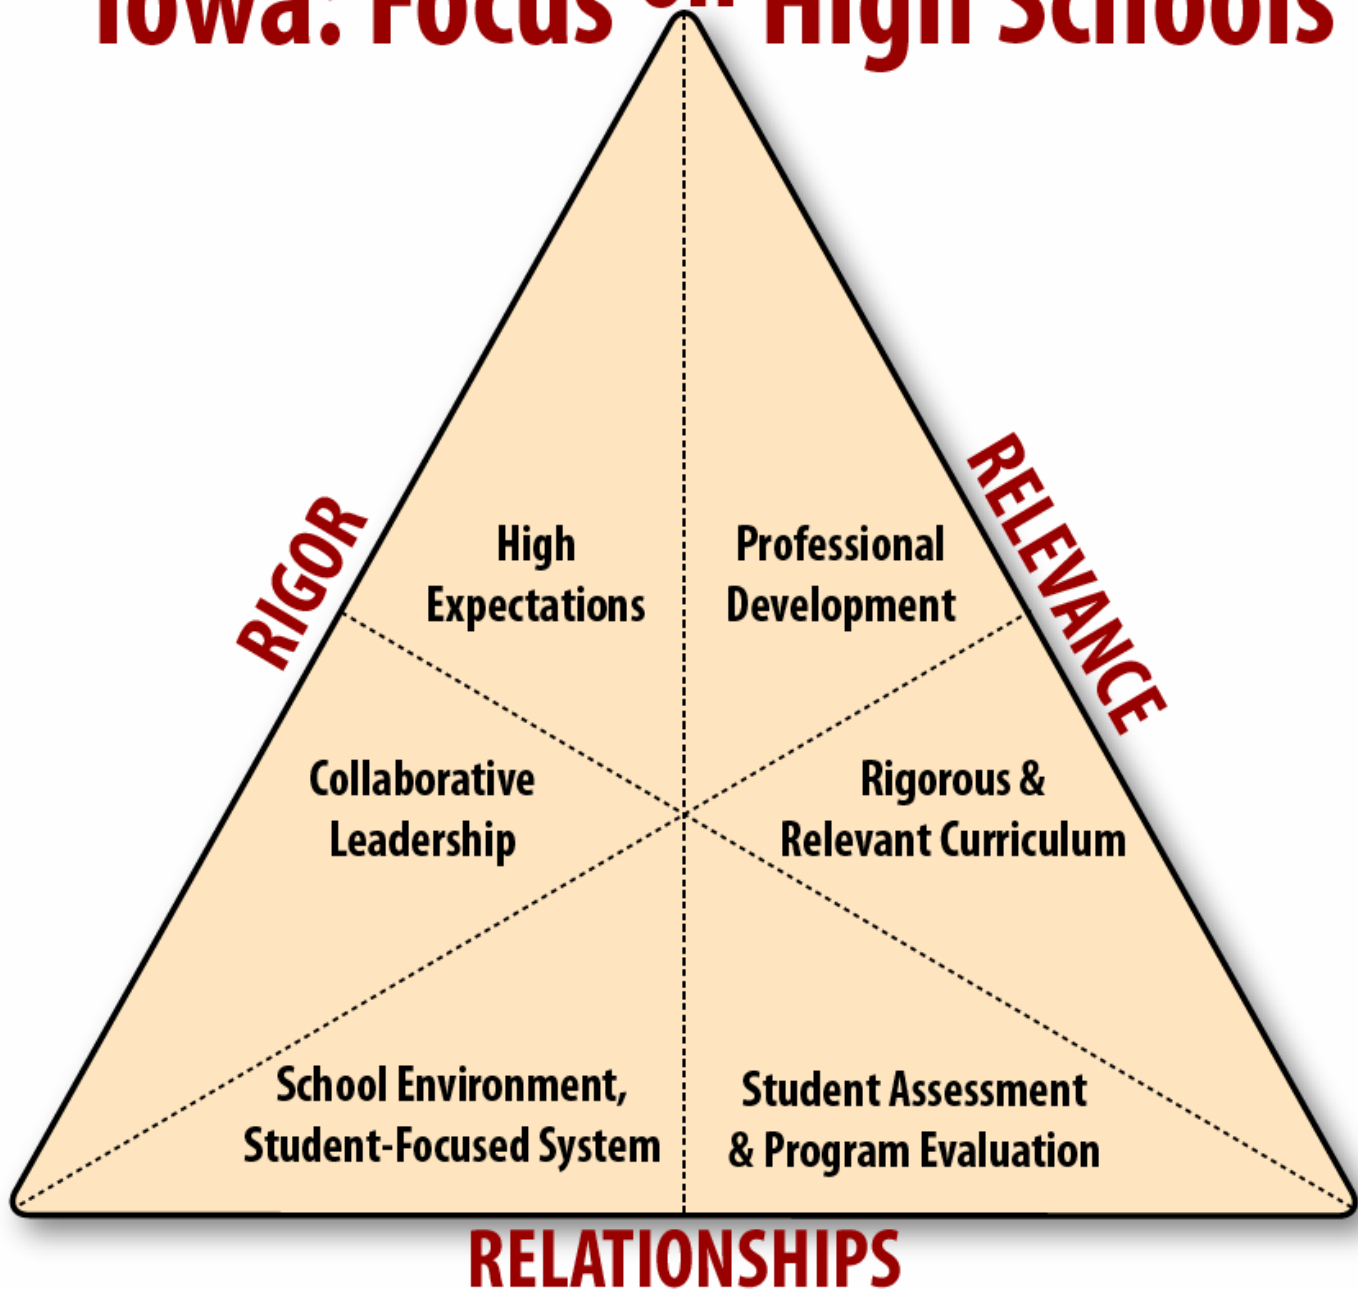 Iowa: Focus on High Schools
RIGOR
RELEVANCE
High
Expectations
Professional
Development
Collaborative
Leadership
Rigorous &
Relevant Curriculum
School Environment,
Student-Focused System
Student Assessment
& Program Evaluation
RELATIONSHIPS